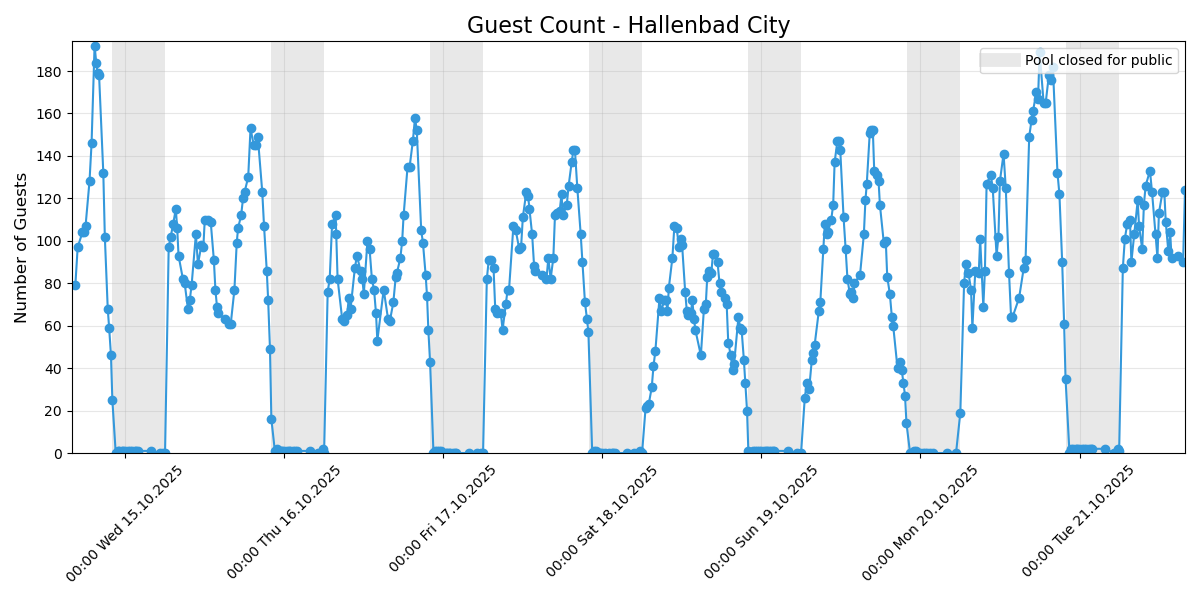 Guest Count - Hallenbad City
Pool closed for public
Number of Guests
180
160
140
120
100
80
60
40
20
0
00:00 Wed 15.10.2025
00:00 Thu 16.10.2025
00:00 Fri 17.10.2025
00:00 Sat 18.10.2025
00:00 Sun 19.10.2025
00:00 Mon 20.10.2025
00:00 Tue 21.10.2025